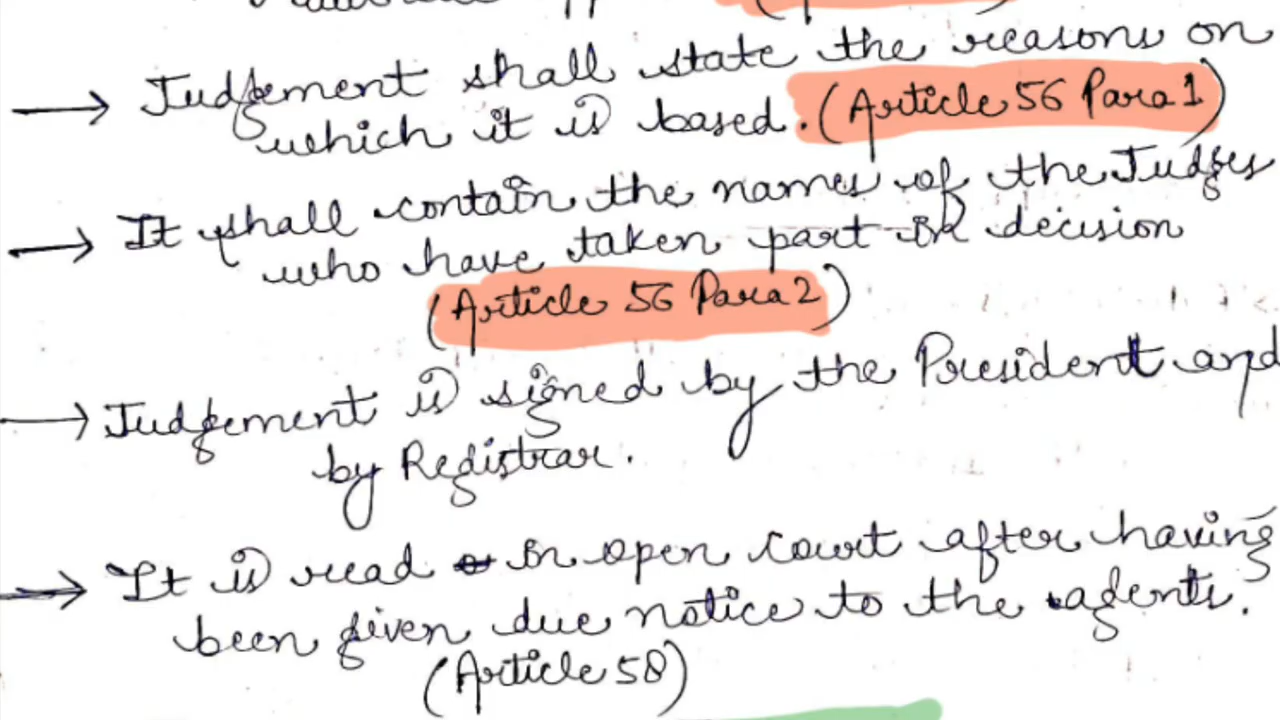 → Judgement shall state the reasons on
which it is based. (Article 56 Para 1)
→ It shall contain the names of the Judges
who have taken part in decision
(Article 56 Para 2)
→ Judgement is signed by the President and
by Registrar.
→ It is read in open court after having
been given due notice to the agents.
(Article 58)